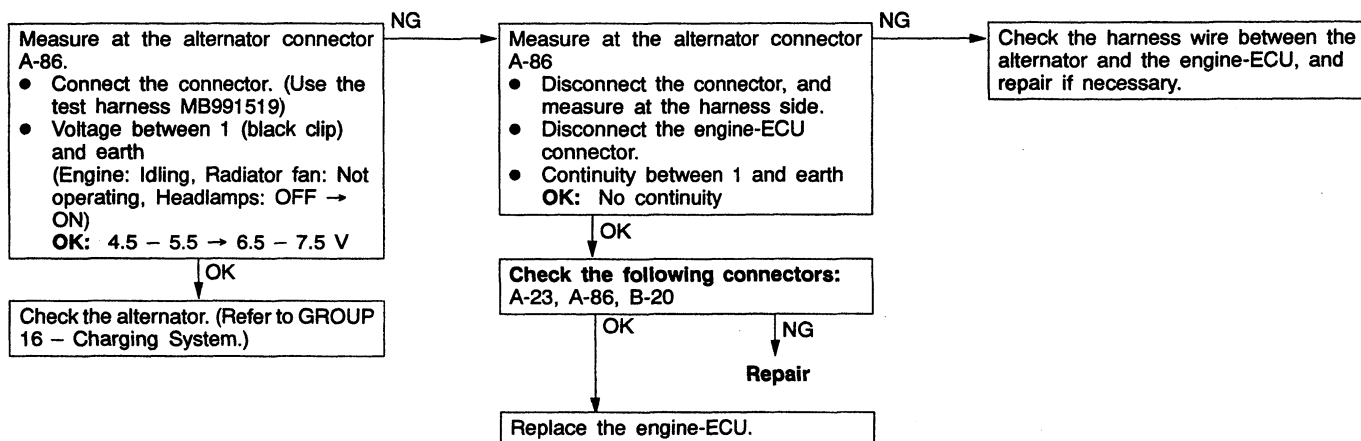 Measure at the alternator connector
A-86.
● Connect the connector. (Use the
test harness MB991519)
● Voltage between 1 (black clip)
and earth
(Engine: Idling, Radiator fan: Not
operating, Headlamps: OFF →
ON)
OK: 4.5 – 5.5 → 6.5 – 7.5 V
NG
OK
Check the alternator. (Refer to GROUP
16 – Charging System.)
Measure at the alternator connector
A-86
● Disconnect the connector, and
measure at the harness side.
● Disconnect the engine-ECU
connector.
● Continuity between 1 and earth
OK: No continuity
NG
OK
Check the following connectors:
A-23, A-86, B-20
OK
NG
Repair
Replace the engine-ECU.
Check the harness wire between the
alternator and the engine-ECU, and
repair if necessary.